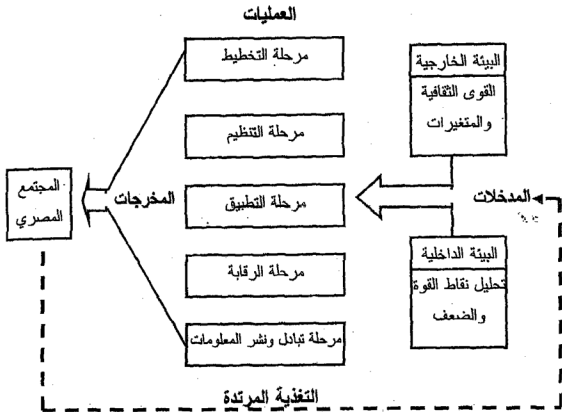 العمليات
البيئة الخارجية
القوى الثقافية
والمتغيرات
المدخلات
البيئة الداخلية
تحليل نقاط القوة
والضعف
مرحلة التخطيط
مرحلة التنظيم
مرحلة التطبيق
مرحلة الرقابة
مرحلة تبادل ونشر المعلومات
المخرجات
المجتمع
المصري
التغذية المرتدة